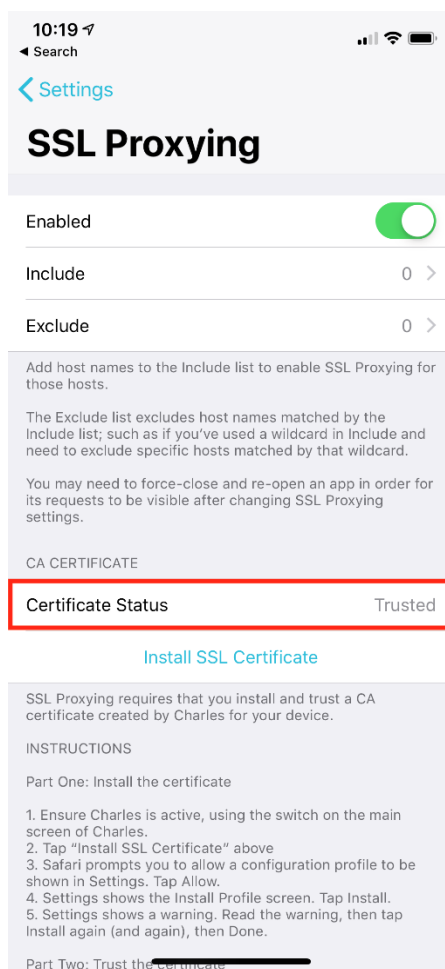 10:19
◀ Search
Settings
SSL Proxying
Enabled
Include 0
Exclude 0
Add host names to the Include list to enable SSL Proxying for
those hosts.
The Exclude list excludes host names matched by the
Include list; such as if you've used a wildcard in Include and
need to exclude specific hosts matched by that wildcard.
You may need to force-close and re-open an app in order for
its requests to be visible after changing SSL Proxying
settings.
CA CERTIFICATE
Certificate Status Trusted
Install SSL Certificate
SSL Proxying requires that you install and trust a CA
certificate created by Charles for your device.
INSTRUCTIONS
Part One: Install the certificate
1. Ensure Charles is active, using the switch on the main
screen of Charles.
2. Tap "Install SSL Certificate" above
3. Safari prompts you to allow a configuration profile to be
shown in Settings. Tap Allow.
4. Settings shows the Install Profile screen. Tap Install.
5. Settings shows a warning. Read the warning, then tap
Install again (and again), then Done.
Part Two: Trust the certificate